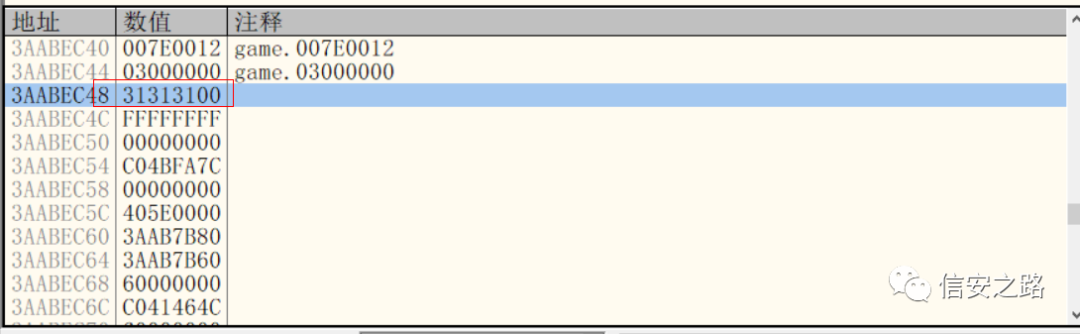 地址 数值 注释
3AABEC40 007E0012 game.007E0012
3AABEC44 03000000 game.03000000
3AABEC48 31313100
3AABEC4C FFFFFFFF
3AABEC50 00000000
3AABEC54 C04BFA7C
3AABEC58 00000000
3AABEC5C 405E0000
3AABEC60 3AAB7B80
3AABEC64 3AAB7B60
3AABEC68 60000000
3AABEC6C C041464C
信安之路